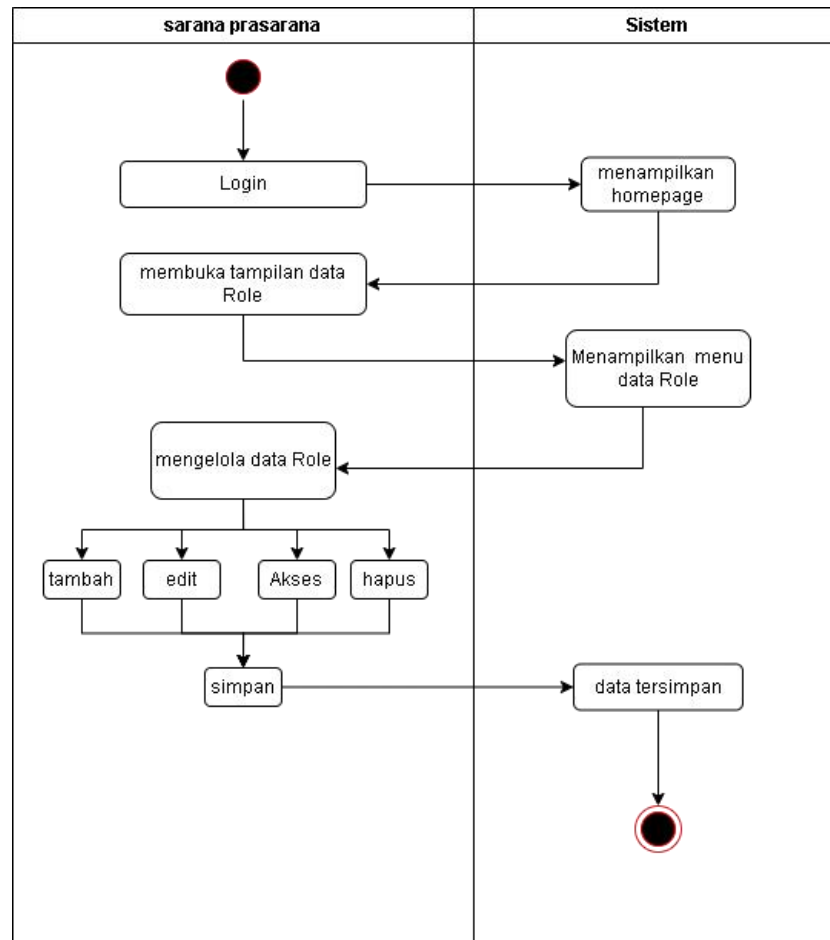 sarana prasarana
Sistem
Login
menampilkan
homepage
membuka tampilan data
Role
Menampilkan menu
data Role
mengelola data Role
tambah
edit
Akses
hapus
simpan
data tersimpan